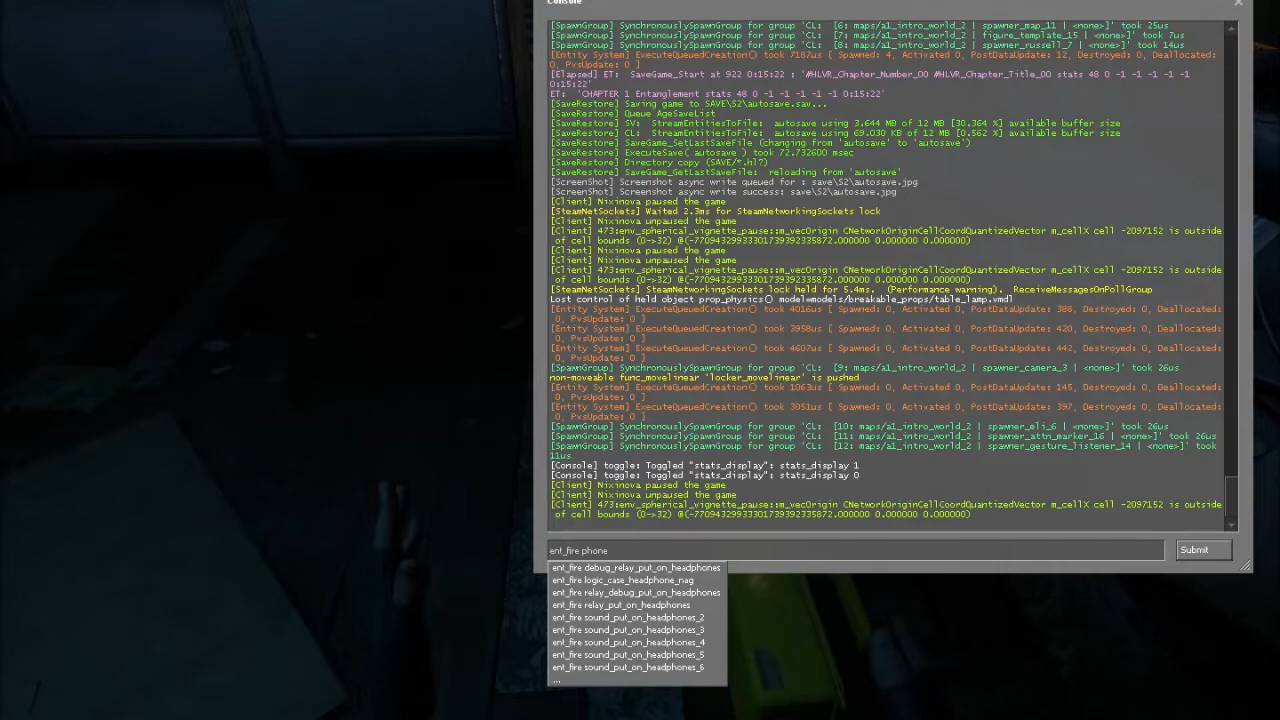 Console
[SpawnGroup] SynchronouslySpawnGroup for group 'CL:  [6: maps/a1_intro_world_2 | spawner_map_11 | <none>]' took 25us
[SpawnGroup] SynchronouslySpawnGroup for group 'CL:  [7: maps/a1_intro_world_2 | figure_template_15 | <none>]' took 7us
[SpawnGroup] SynchronouslySpawnGroup for group 'CL:  [8: maps/a1_intro_world_2 | spawner_russell_7 | <none>]' took 14us
[Entity System] ExecuteQueuedCreation() took 7187us [ Spawned: 4, Activated 0, PostDataUpdate: 12, Destroyed: 0, Deallocated:
0, PvsUpdate: 0 ]
[Elapsed] ET:  SaveGame_Start at 922 0:15:22 : '#HLVR_Chapter_Number_00 #HLVR_Chapter_Title_00 stats 48 0 -1 -1 -1 -1 -1
0:15:22'
ET:  'CHAPTER 1 Entanglement stats 48 0 -1 -1 -1 -1 -1 0:15:22'
[SaveRestore] Saving game to SAVE\S2\autosave.sav...
[SaveRestore] Queue AgeSaveList
[SaveRestore] SV:  StreamEntitiesToFile:  autosave using 3.644 MB of 12 MB [30.364 %] available buffer size
[SaveRestore] CL:  StreamEntitiesToFile:  autosave using 69.030 KB of 12 MB [0.562 %] available buffer size
[SaveRestore] SaveGame_SetLastSaveFile (changing from 'autosave' to 'autosave')
[SaveRestore] ExecuteSave( autosave ) took 72.732600 msec
[SaveRestore] Directory copy (SAVE/*.hl?)
[SaveRestore] SaveGame_GetLastSaveFile:  reloading from 'autosave'
[ScreenShot] Screenshot async write queued for : save\S2\autosave.jpg
[ScreenShot] Screenshot async write success: save\S2\autosave.jpg
[Client] Nixinova paused the game
[SteamNetSockets] Waited 2.3ms for SteamNetworkingSockets lock
[Client] Nixinova unpaused the game
[Client] 473:env_spherical_vignette_pause::m_vecOrigin CNetworkOriginCellCoordQuantizedVector m_cellX cell -2097152 is outside
of cell bounds (0->32) @(-77094329933301739392335872.000000 0.000000 0.000000)
[Client] Nixinova paused the game
[Client] Nixinova unpaused the game
[Client] 473:env_spherical_vignette_pause::m_vecOrigin CNetworkOriginCellCoordQuantizedVector m_cellX cell -2097152 is outside
of cell bounds (0->32) @(-77094329933301739392335872.000000 0.000000 0.000000)
[SteamNetSockets] SteamNetworkingSockets lock held for 5.4ms.  (Performance warning).  ReceiveMessagesOnPollGroup
Lost control of held object prop_physics() model=models/breakable_props/table_lamp.vmdl
[Entity System] ExecuteQueuedCreation() took 4016us [ Spawned: 0, Activated 0, PostDataUpdate: 388, Destroyed: 0, Deallocated:
0, PvsUpdate: 0 ]
[Entity System] ExecuteQueuedCreation() took 3958us [ Spawned: 0, Activated 0, PostDataUpdate: 420, Destroyed: 0, Deallocated:
0, PvsUpdate: 0 ]
[Entity System] ExecuteQueuedCreation() took 4607us [ Spawned: 0, Activated 0, PostDataUpdate: 442, Destroyed: 0, Deallocated:
0, PvsUpdate: 0 ]
[SpawnGroup] SynchronouslySpawnGroup for group 'CL:  [9: maps/a1_intro_world_2 | spawner_camera_3 | <none>]' took 26us
non-moveable func_movelinear 'locker_movelinear' is pushed
[Entity System] ExecuteQueuedCreation() took 1063us [ Spawned: 0, Activated 0, PostDataUpdate: 145, Destroyed: 0, Deallocated:
0, PvsUpdate: 0 ]
[Entity System] ExecuteQueuedCreation() took 3051us [ Spawned: 0, Activated 0, PostDataUpdate: 397, Destroyed: 0, Deallocated:
0, PvsUpdate: 0 ]
[SpawnGroup] SynchronouslySpawnGroup for group 'CL:  [10: maps/a1_intro_world_2 | spawner_eli_6 | <none>]' took 26us
[SpawnGroup] SynchronouslySpawnGroup for group 'CL:  [11: maps/a1_intro_world_2 | spawner_attn_marker_16 | <none>]' took 26us
[SpawnGroup] SynchronouslySpawnGroup for group 'CL:  [12: maps/a1_intro_world_2 | spawner_gesture_listener_14 | <none>]' took
11us
[Console] toggle: Toggled "stats_display": stats_display 1
[Console] toggle: Toggled "stats_display": stats_display 0
[Client] Nixinova paused the game
[Client] Nixinova unpaused the game
[Client] 473:env_spherical_vignette_pause::m_vecOrigin CNetworkOriginCellCoordQuantizedVector m_cellX cell -2097152 is outside
of cell bounds (0->32) @(-77094329933301739392335872.000000 0.000000 0.000000)
ent_fire phone
Submit
ent_fire debug_relay_put_on_headphones
ent_fire logic_case_headphone_nag
ent_fire relay_debug_put_on_headphones
ent_fire relay_put_on_headphones
ent_fire sound_put_on_headphones_2
ent_fire sound_put_on_headphones_3
ent_fire sound_put_on_headphones_4
ent_fire sound_put_on_headphones_5
ent_fire sound_put_on_headphones_6
...